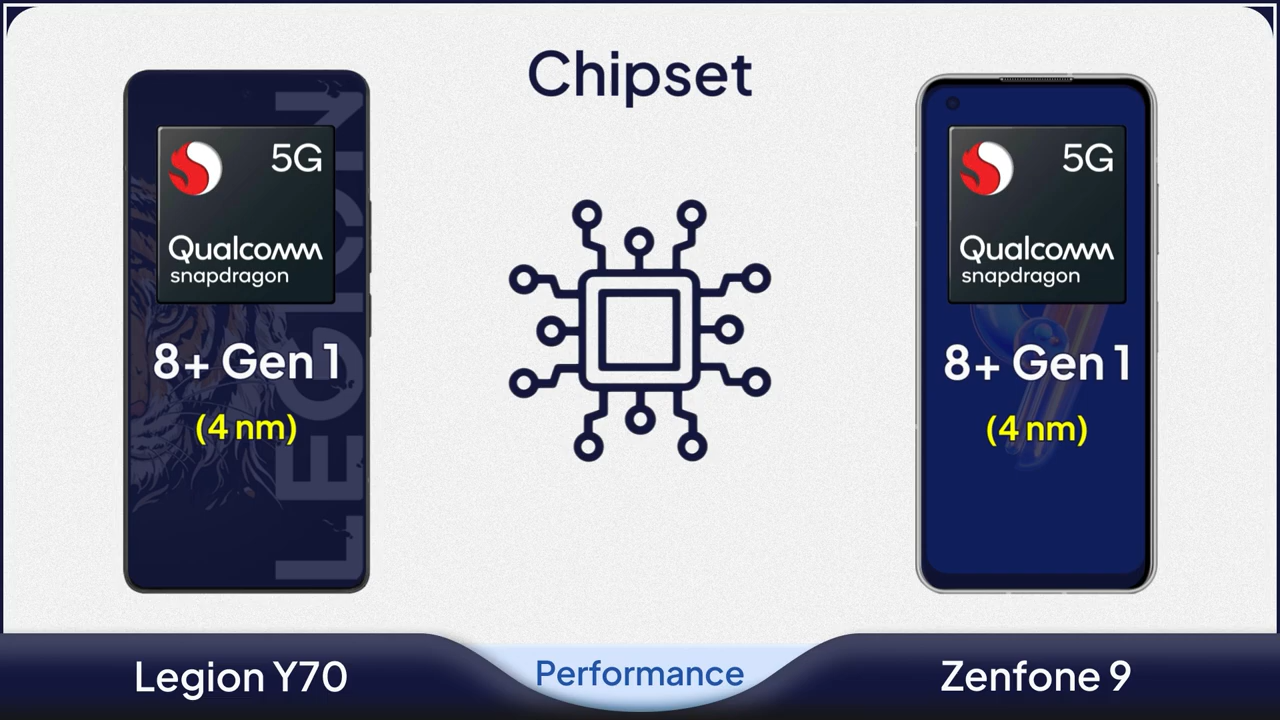 Chipset
LEGION
5G
Qualcomm
snapdragon
8+ Gen 1
(4 nm)
5G
Qualcomm
snapdragon
8+ Gen 1
(4 nm)
Legion Y70
Performance
Zenfone 9